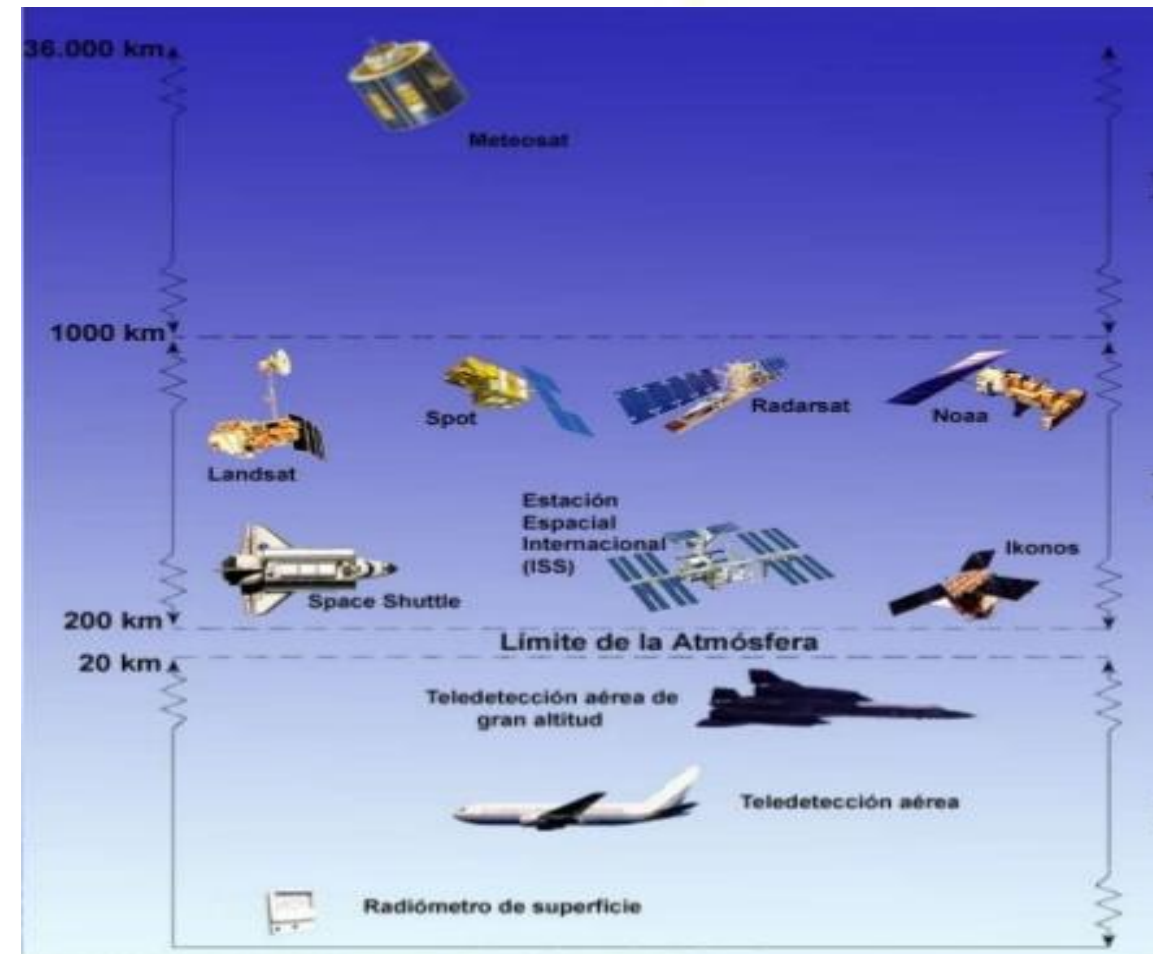 36.000 km
Meteosat
1000 km
Spot
Radarsat
Noaa
Landsat
Estación
Espacial
Internacional
(ISS)
Ikonos
Space Shuttle
200 km
Límite de la Atmósfera
20 km
Teledetección aérea de
gran altitud
Teledetección aérea
Radiómetro de superficie